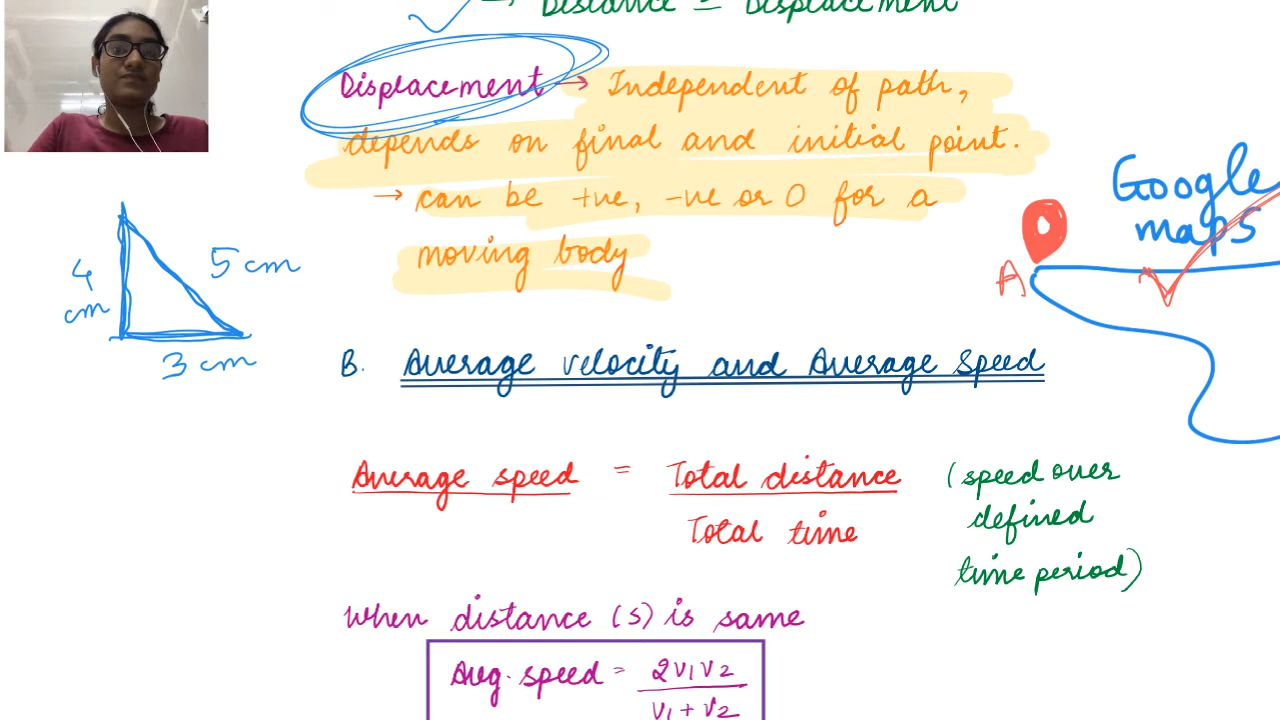 → Distance = Displacement
Displacement → Independent of path,
depends on final and initial point.
→ can be +ve, -ve or 0 for a
moving body
4
cm
5 cm
3 cm
Google
maps
A
B. Average velocity and Average speed
Average speed = Total distance
Total time
(speed over
defined
time period)
When distance (s) is same
Avg. speed = 2v1v2
v1 + v2